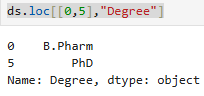 ds.loc[[0,5],"Degree"]
0    B.Pharm
5        PhD
Name: Degree, dtype: object